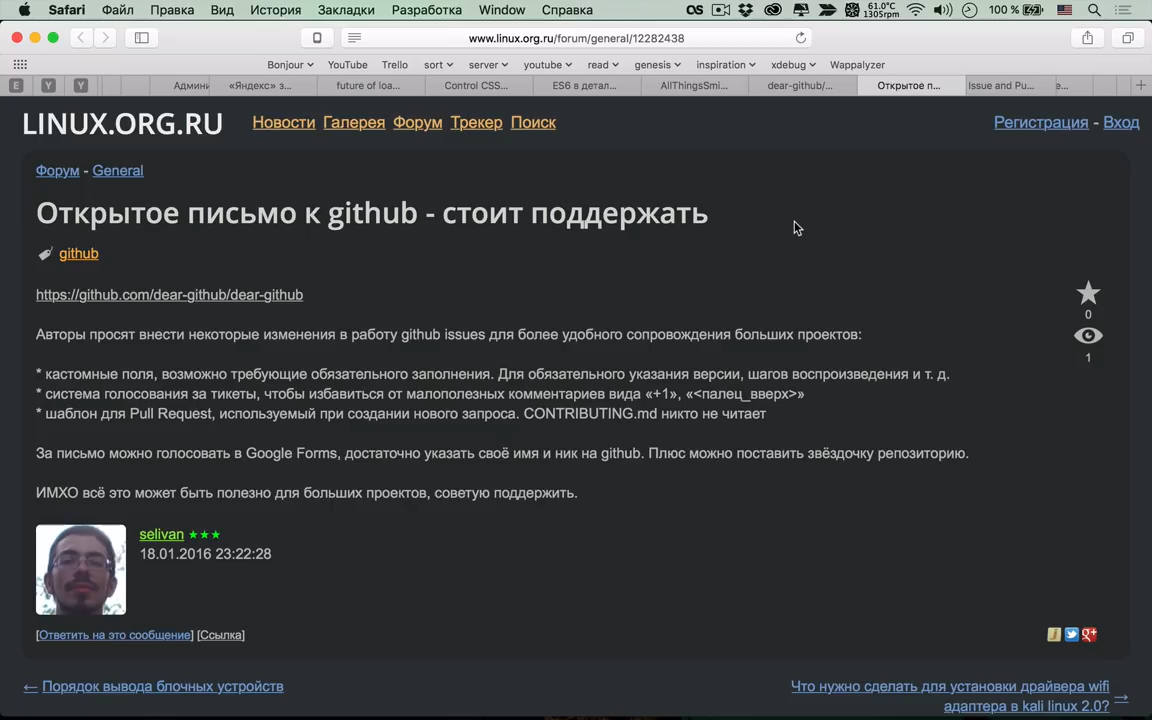 Safari Файл Правка Вид История Закладки Разработка Window Справка 61.0°C 1305rpm 100 %
www.linux.org.ru/forum/general/12282438
Bonjour YouTube Trello sort server youtube read genesis inspiration xdebug Wappalyzer
E Y Y Админи «Яндекс» з... future of loa... Control CSS... ES6 в детал... AllThingsSmi... dear-github/... Открытое п... Issue and Pu... е...
LINUX.ORG.RU Новости Галерея Форум Трекер Поиск Регистрация - Вход
Форум - General
Открытое письмо к github - стоит поддержать
github
https://github.com/dear-github/dear-github
0
Авторы просят внести некоторые изменения в работу github issues для более удобного сопровождения больших проектов:
1
* кастомные поля, возможно требующие обязательного заполнения. Для обязательного указания версии, шагов воспроизведения и т. д.
* система голосования за тикеты, чтобы избавиться от малополезных комментариев вида «+1», «<палец_вверх>»
* шаблон для Pull Request, используемый при создании нового запроса. CONTRIBUTING.md никто не читает
За письмо можно голосовать в Google Forms, достаточно указать своё имя и ник на github. Плюс можно поставить звёздочку репозиторию.
ИМХО всё это может быть полезно для больших проектов, советую поддержить.
selivan ★★★
18.01.2016 23:22:28
[Ответить на это сообщение] [Ссылка]
← Порядок вывода блочных устройств
Что нужно сделать для установки драйвера wifi
адаптера в kali linux 2.0? →